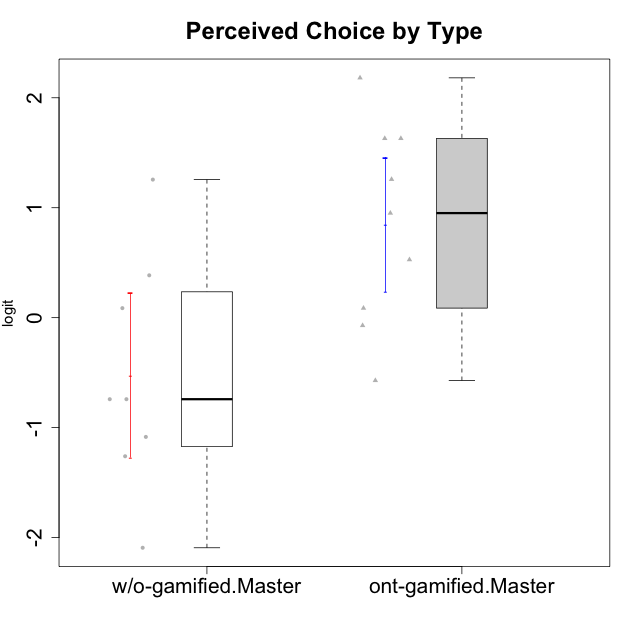 Perceived Choice by Type
logit
2
1
0
-1
-2
w/o-gamified.Master ont-gamified.Master